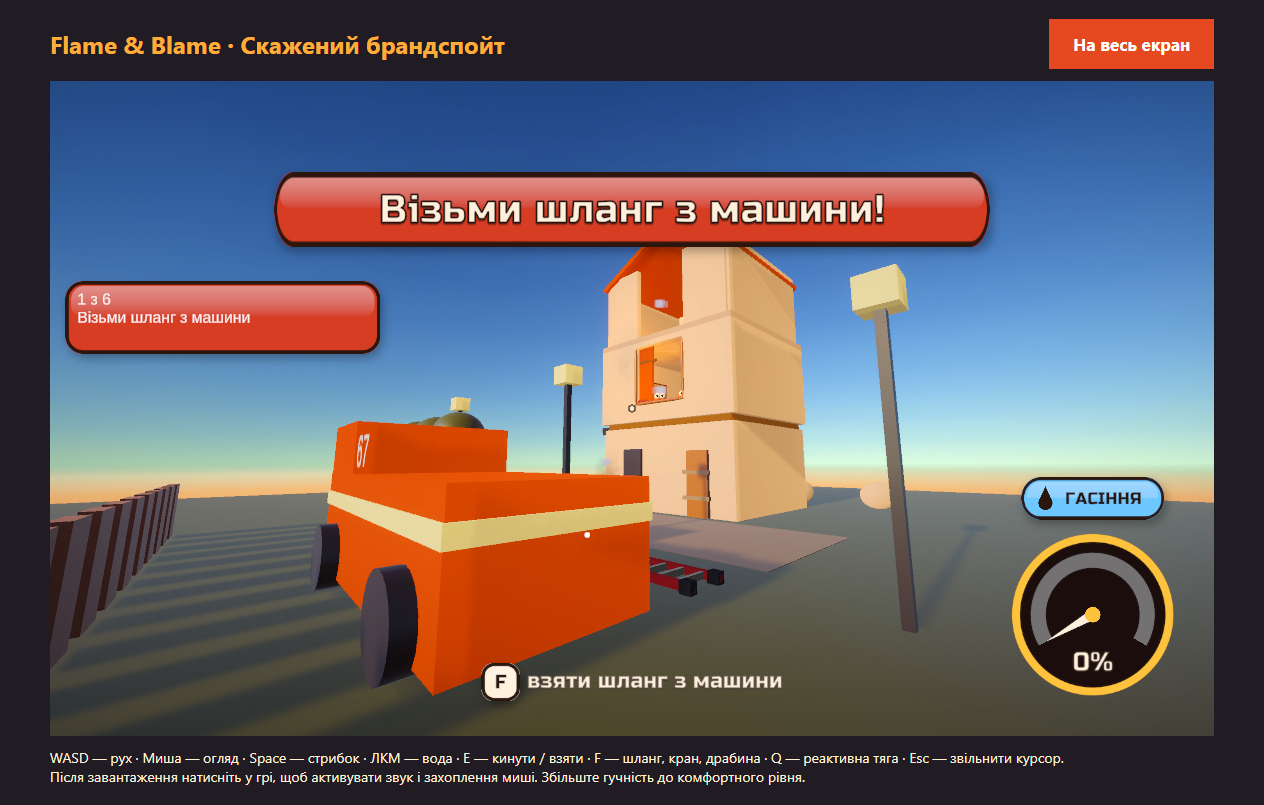 Flame & Blame · Скажений брандспойт
На весь екран
Візьми шланг з машини!
1 з 6
Візьми шланг з машини
67
ГАСІННЯ
0%
F взяти шланг з машини
WASD — рух · Миша — огляд · Space — стрибок · ЛКМ — вода · E — кинути / взяти · F — шланг, кран, драбина · Q — реактивна тяга · Esc — звільнити курсор.
Після завантаження натисніть у грі, щоб активувати звук і захоплення миші. Збільште гучність до комфортного рівня.